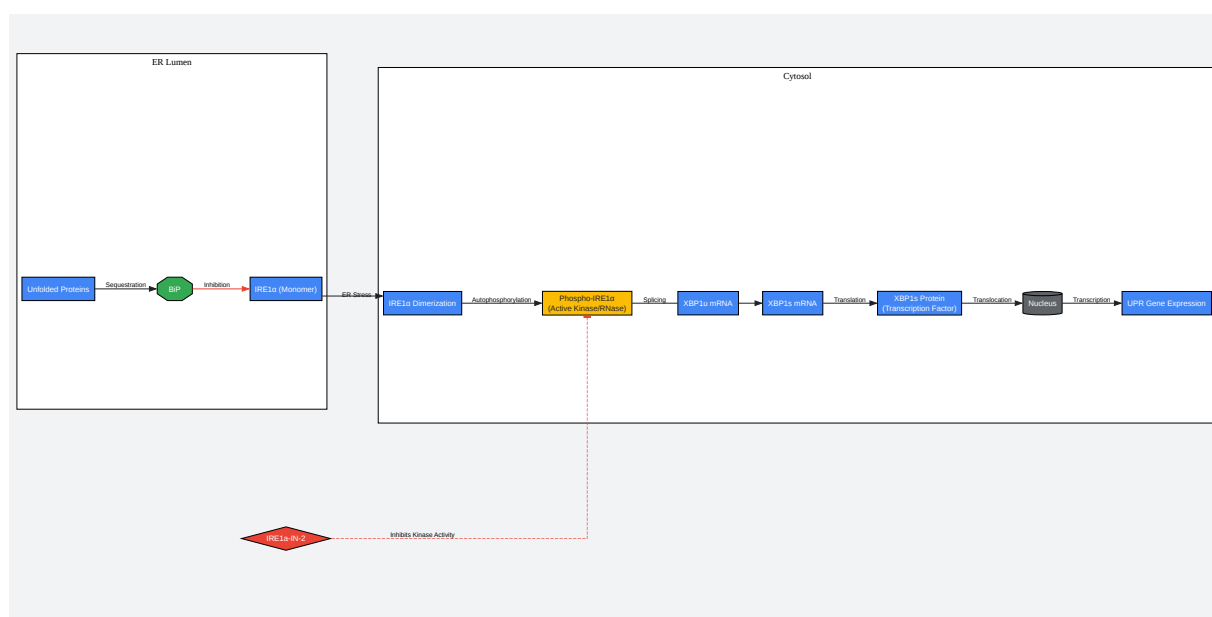 ER Lumen
Cytosol
Unfolded Proteins
Sequestration
BiP
Inhibition
IRE1α (Monomer)
ER Stress
IRE1α Dimerization
Autophosphorylation
Phospho-IRE1α
(Active Kinase/RNase)
Splicing
XBP1u mRNA
XBP1s mRNA
Translation
XBP1s Protein
(Transcription Factor)
Translocation
Nucleus
Transcription
UPR Gene Expression
IRE1a-IN-2
Inhibits Kinase Activity